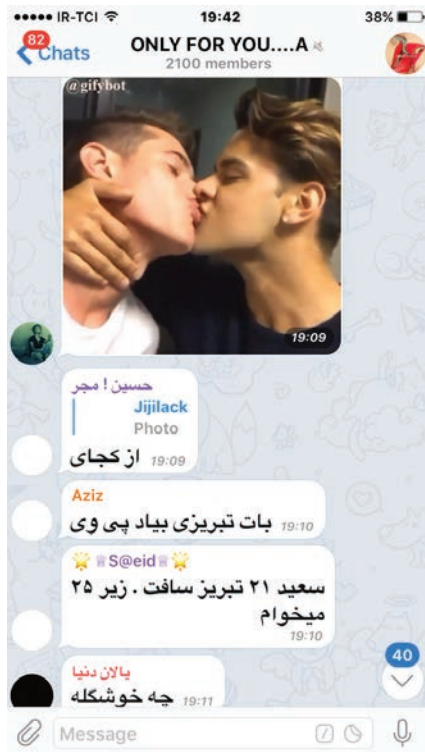 IR-TCI
19:42
38%
82
Chats
ONLY FOR YOU....A
2100 members
@gifybot
19:09
حسین ! مجر
Jijilack
Photo
از کجای
19:09
Aziz
بات تبریزی بیاد پی وی
19:10
S@eid
سعید ۲۱ تبریز سافت . زیر ۲۵
میخوام
19:10
یالان دنیا
چه خوشگله
19:11
40
Message